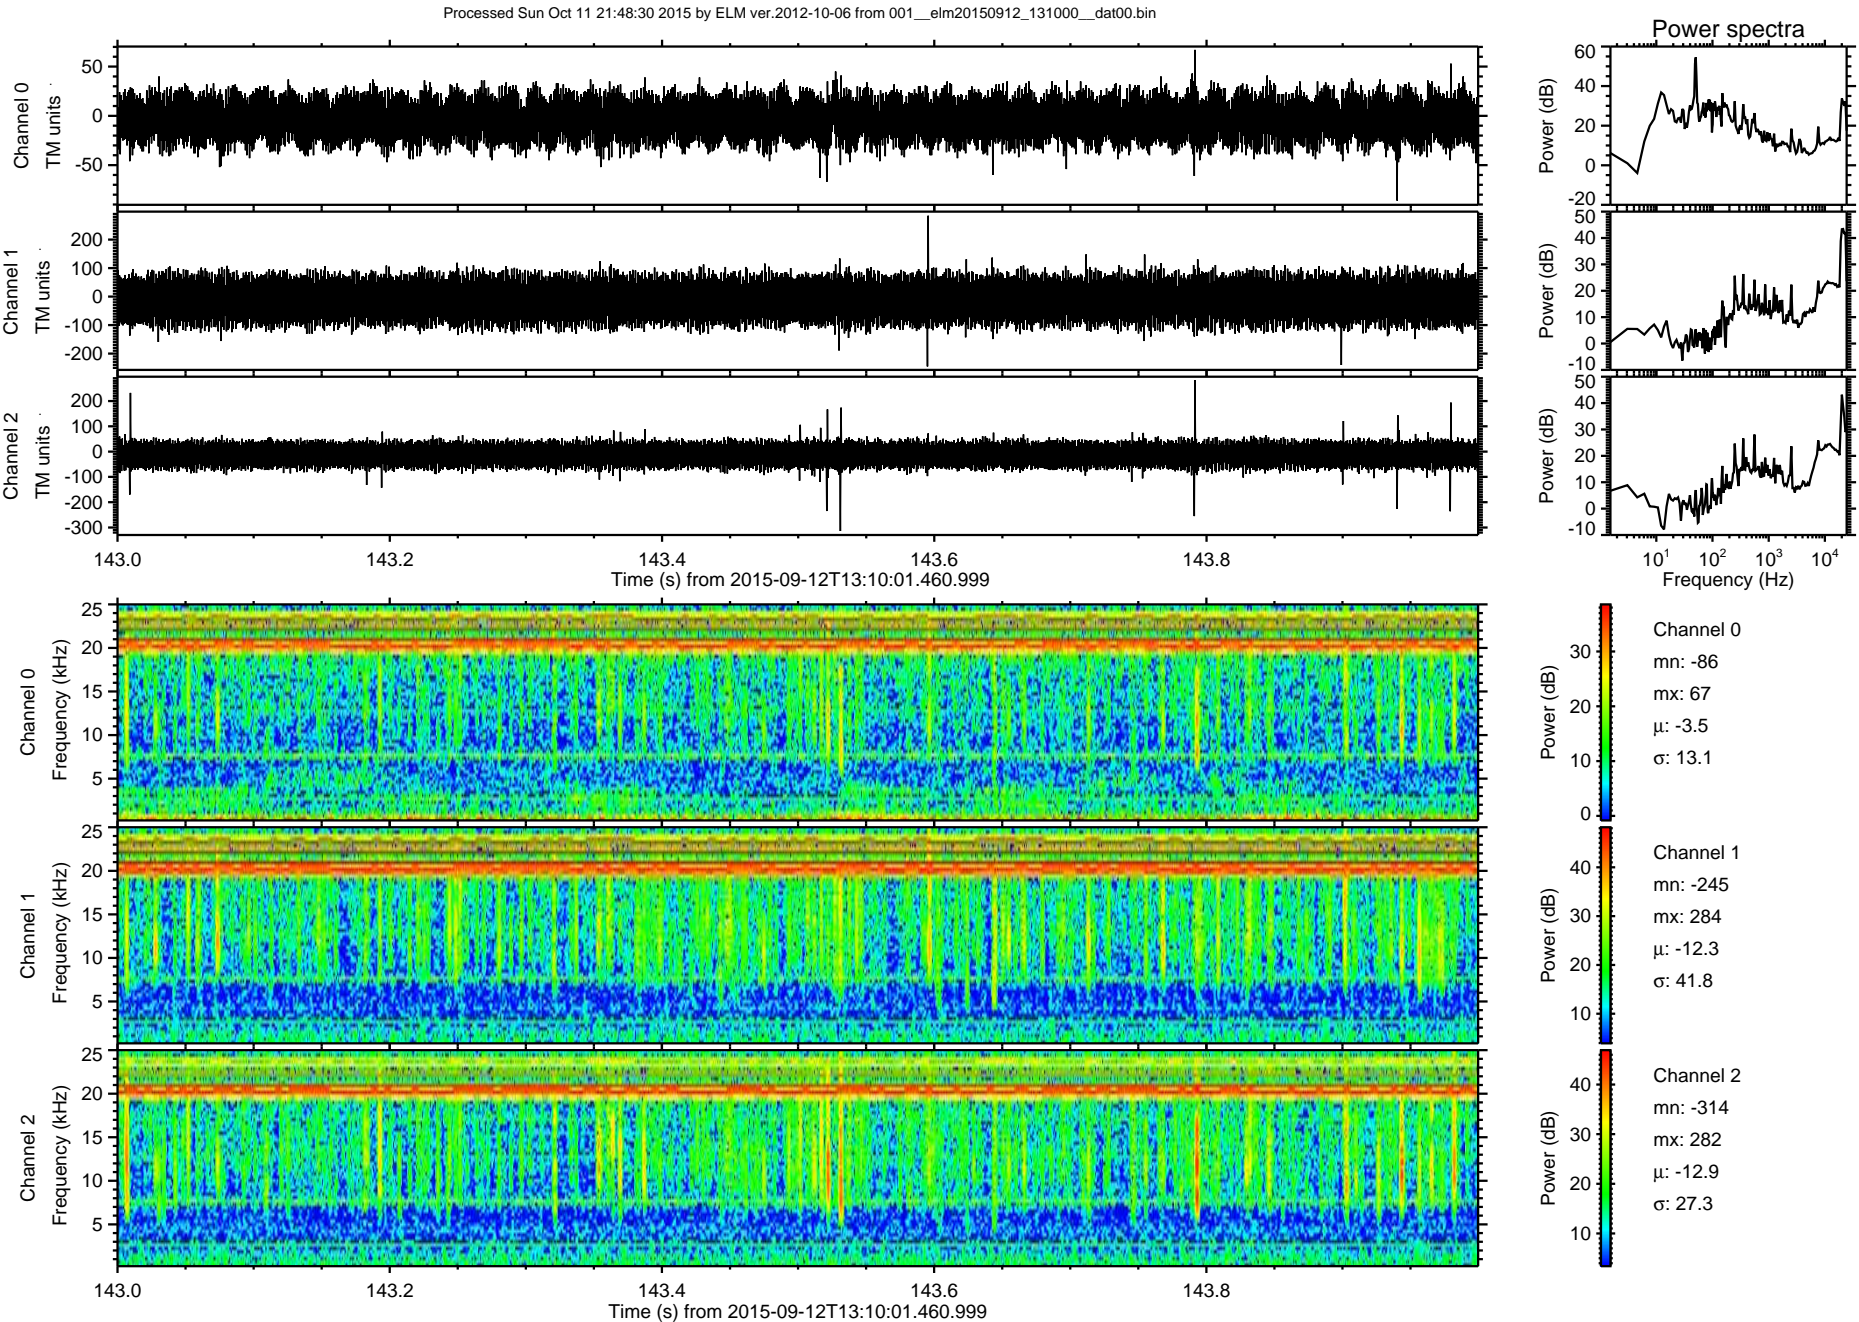 Processed Sun Oct 11 21:48:30 2015 by ELM ver.2012-10-06 from 001__elm20150912_131000__dat00.bin
Power spectra
Channel 0
TM units
50
0
-50
Power (dB)
60
40
20
0
-20
Channel 1
TM units
200
100
0
-100
-200
Power (dB)
50
40
30
20
10
0
-10
Channel 2
TM units
200
100
0
-100
-200
-300
Power (dB)
50
40
30
20
10
0
-10
143.0 143.2 143.4 143.6 143.8
Time (s) from 2015-09-12T13:10:01.460.999
10¹ 10² 10³ 10⁴
Frequency (Hz)
Channel 0
Frequency (kHz)
25
20
15
10
5
Power (dB)
30
20
10
0
Channel 0
mn: -86
mx: 67
μ: -3.5
σ: 13.1
Channel 1
Frequency (kHz)
25
20
15
10
5
Power (dB)
40
30
20
10
Channel 1
mn: -245
mx: 284
μ: -12.3
σ: 41.8
Channel 2
Frequency (kHz)
25
20
15
10
5
Power (dB)
40
30
20
10
Channel 2
mn: -314
mx: 282
μ: -12.9
σ: 27.3
143.0 143.2 143.4 143.6 143.8
Time (s) from 2015-09-12T13:10:01.460.999